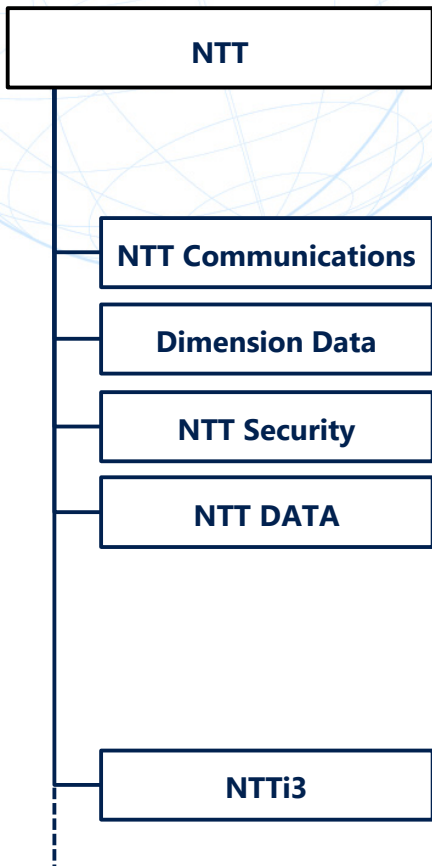 NTT
NTT Communications
Dimension Data
NTT Security
NTT DATA
NTTi3